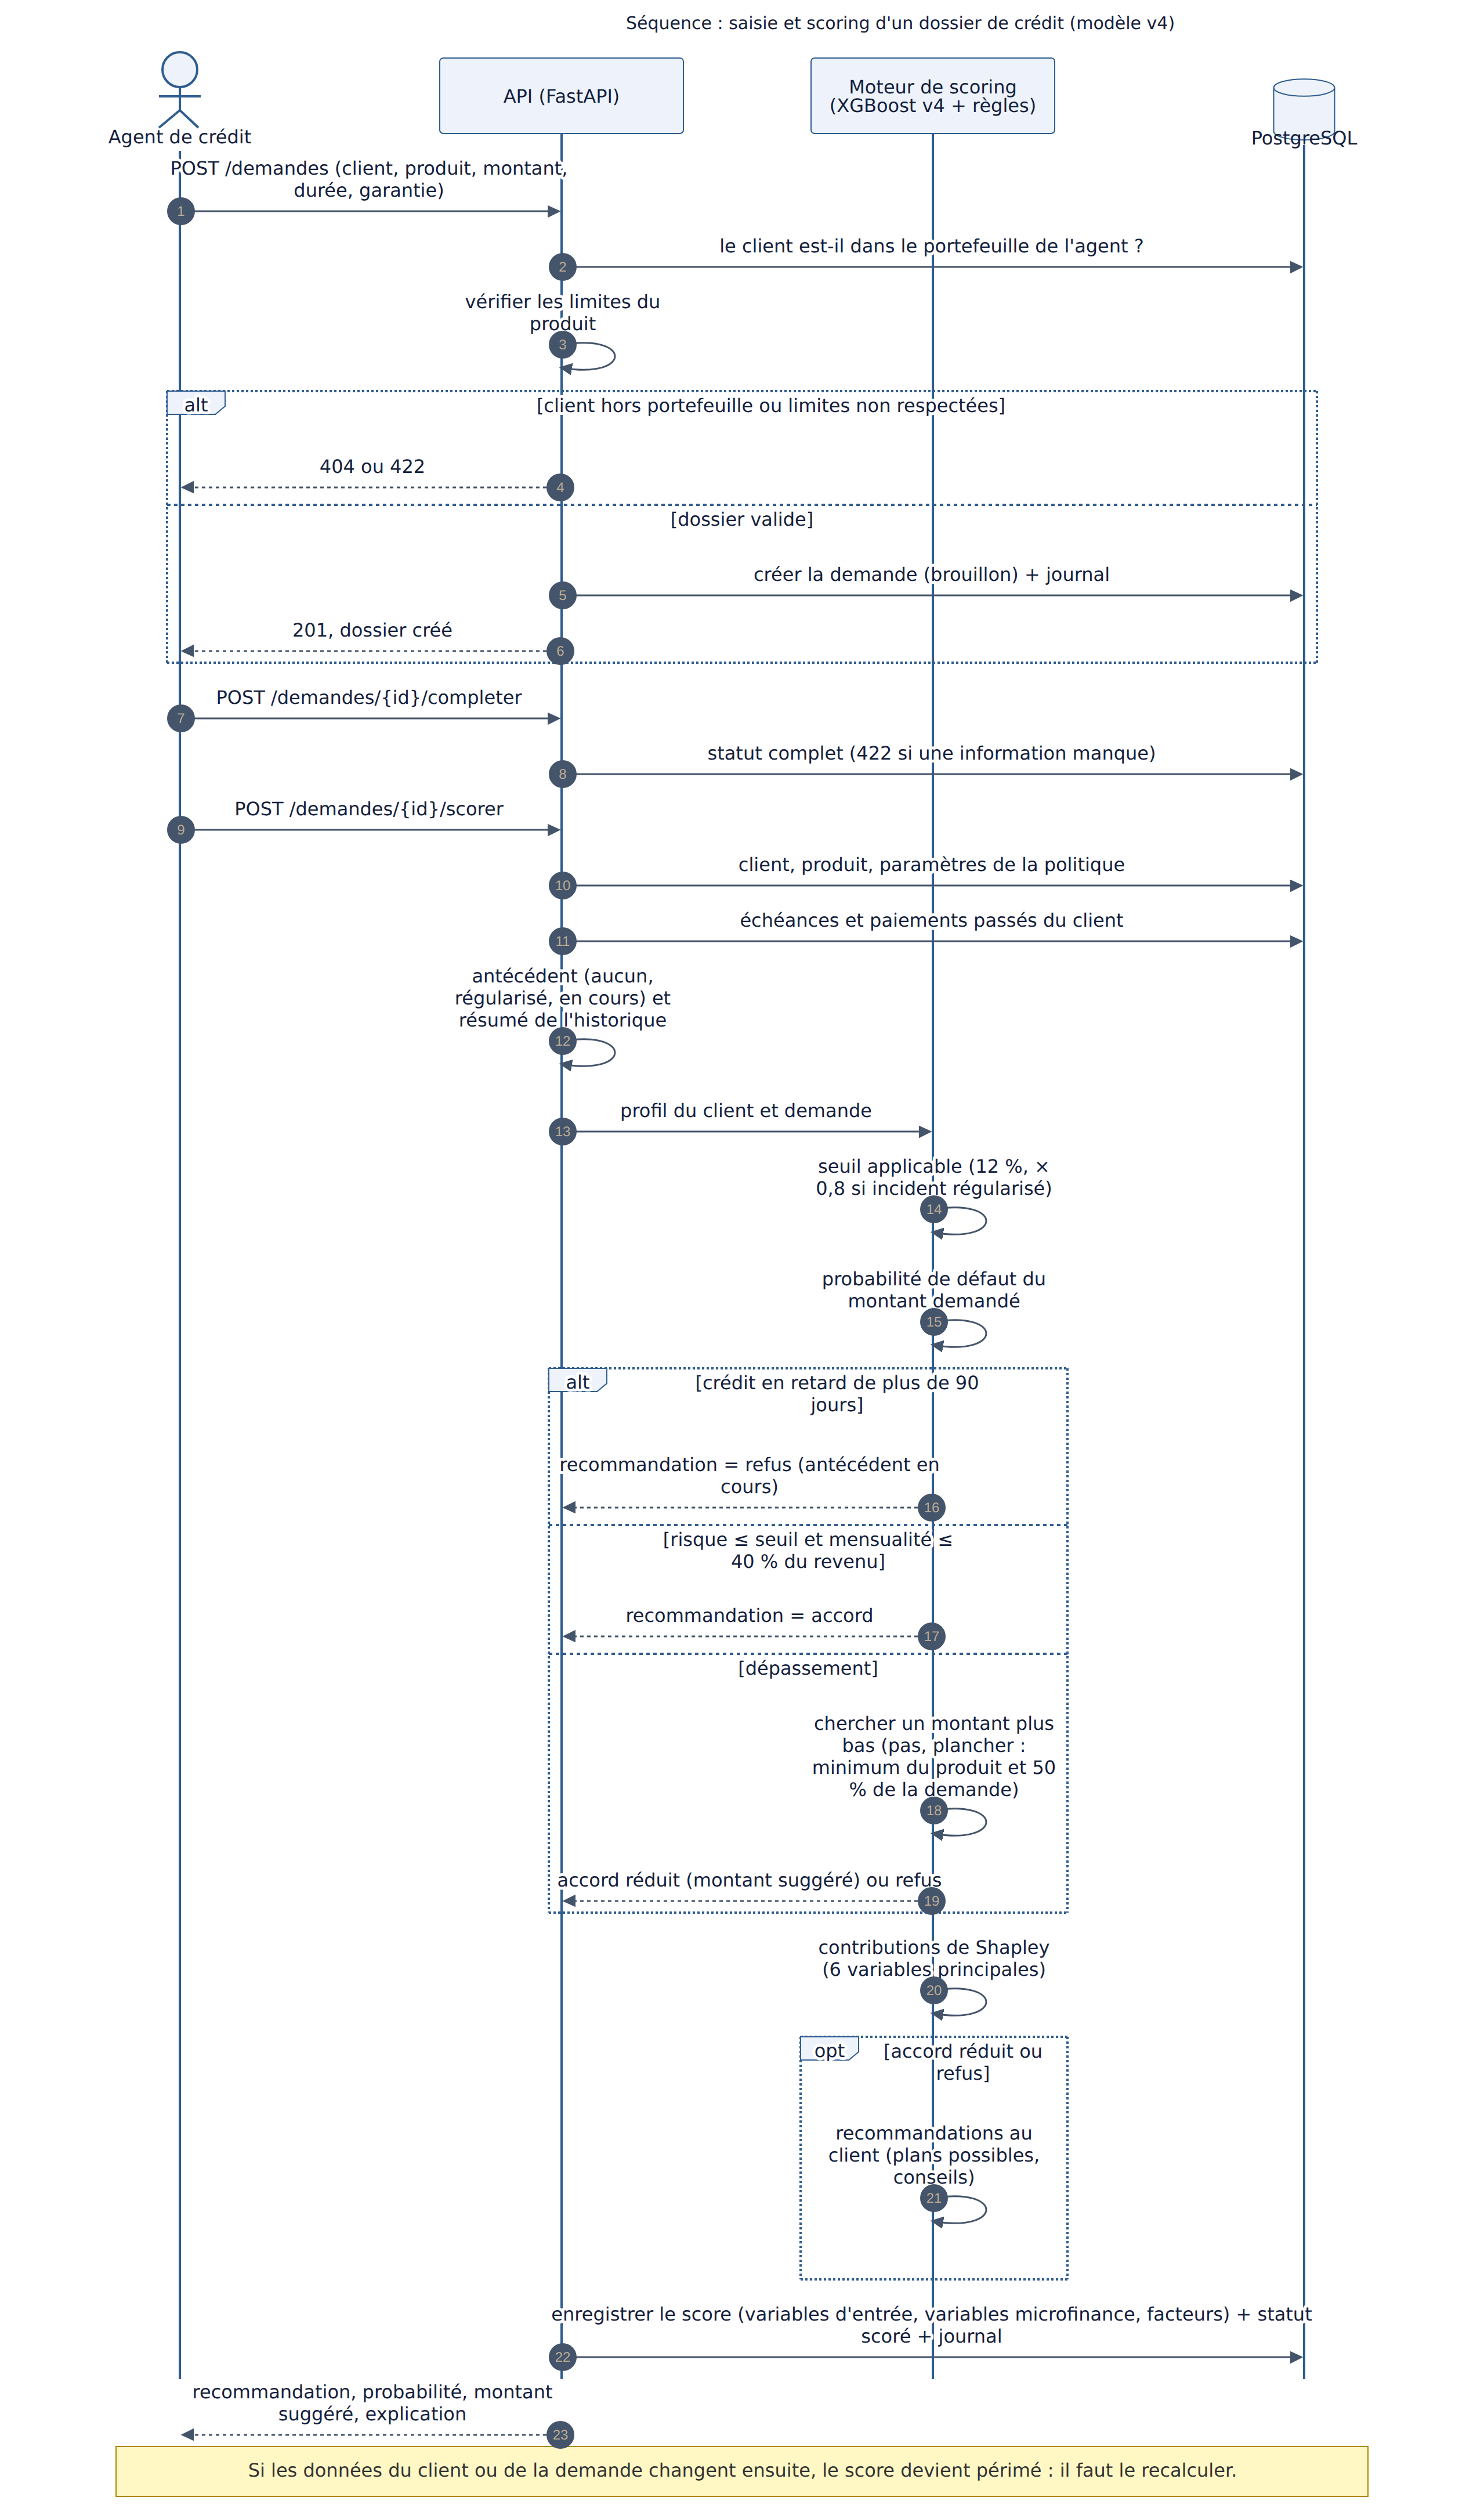 Séquence : saisie et scoring d'un dossier de crédit (modèle v4)
Agent de crédit
API (FastAPI)
Moteur de scoring
(XGBoost v4 + règles)
PostgreSQL
POST /demandes (client, produit, montant,
durée, garantie)
1
le client est-il dans le portefeuille de l'agent ?
2
vérifier les limites du
produit
3
alt
[client hors portefeuille ou limites non respectées]
404 ou 422
4
[dossier valide]
créer la demande (brouillon) + journal
5
201, dossier créé
6
POST /demandes/{id}/completer
7
statut complet (422 si une information manque)
8
POST /demandes/{id}/scorer
9
client, produit, paramètres de la politique
10
échéances et paiements passés du client
11
antécédent (aucun,
régularisé, en cours) et
résumé de l'historique
12
profil du client et demande
13
seuil applicable (12 %, ×
0,8 si incident régularisé)
14
probabilité de défaut du
montant demandé
15
alt
[crédit en retard de plus de 90
jours]
recommandation = refus (antécédent en
cours)
16
[risque ≤ seuil et mensualité ≤
40 % du revenu]
recommandation = accord
17
[dépassement]
chercher un montant plus
bas (pas, plancher :
minimum du produit et 50
% de la demande)
18
accord réduit (montant suggéré) ou refus
19
contributions de Shapley
(6 variables principales)
20
opt
[accord réduit ou
refus]
recommandations au
client (plans possibles,
conseils)
21
enregistrer le score (variables d'entrée, variables microfinance, facteurs) + statut
scoré + journal
22
recommandation, probabilité, montant
suggéré, explication
23
Si les données du client ou de la demande changent ensuite, le score devient périmé : il faut le recalculer.